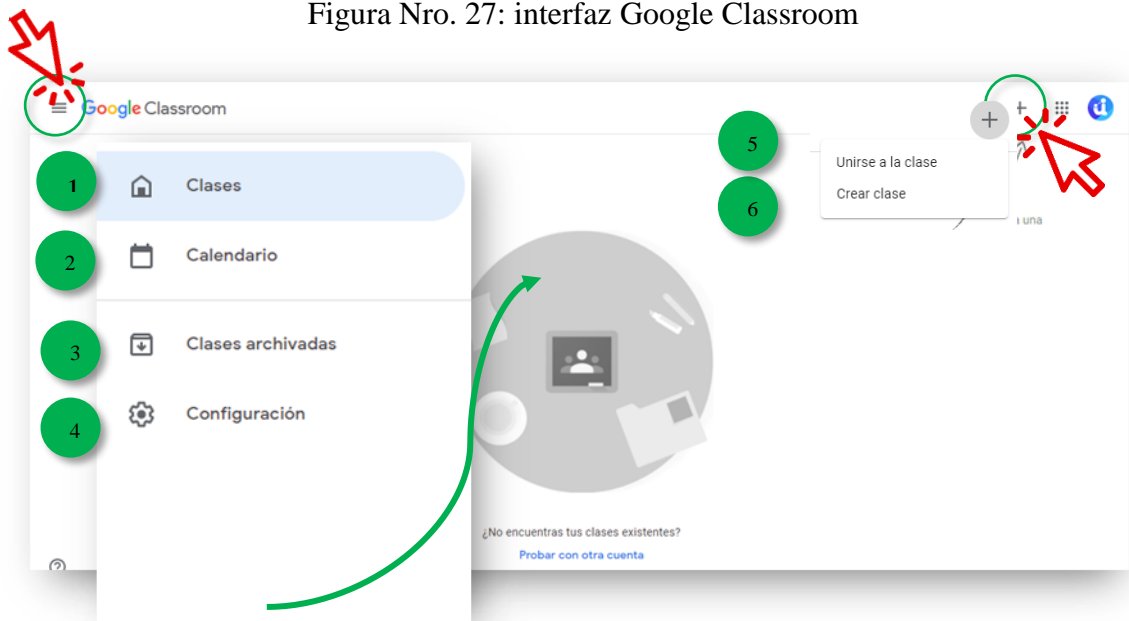 Figura Nro. 27: interfaz Google Classroom
Google Classroom
1 Clases
2 Calendario
3 Clases archivadas
4 Configuración
5 Unirse a la clase
6 Crear clase
una
¿No encuentras tus clases existentes?
Probar con otra cuenta